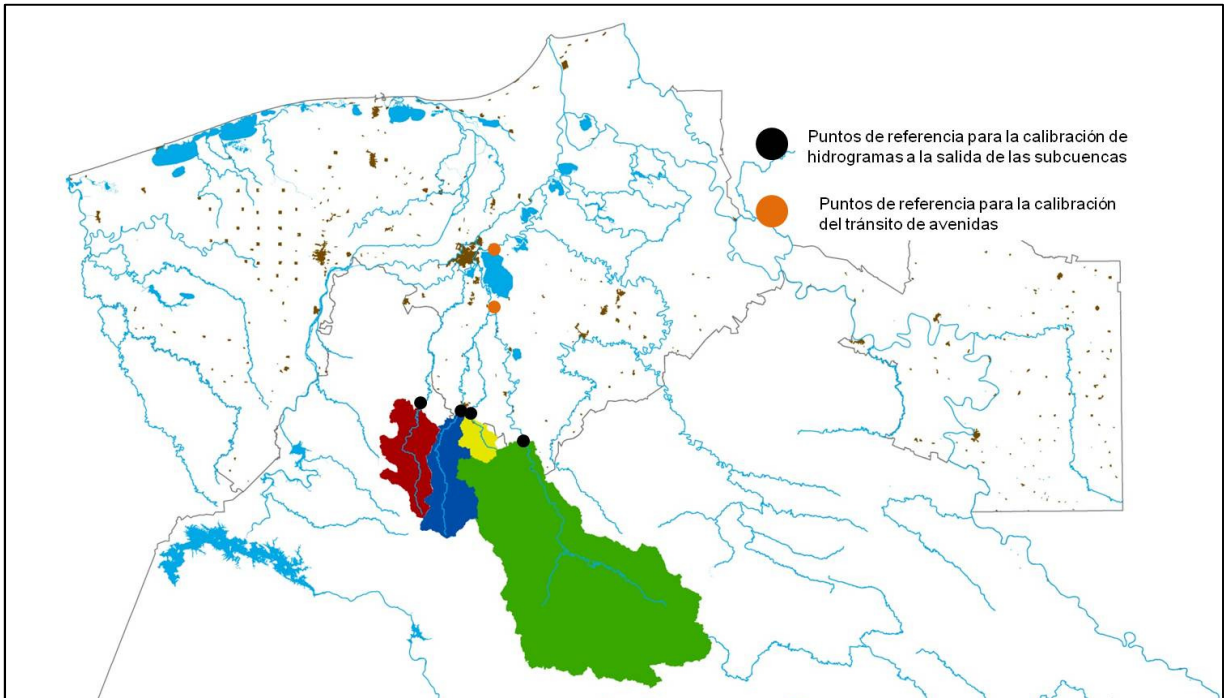 Puntos de referencia para la calibración de
hidrogramas a la salida de las subcuencas
Puntos de referencia para la calibración
del tránsito de avenidas